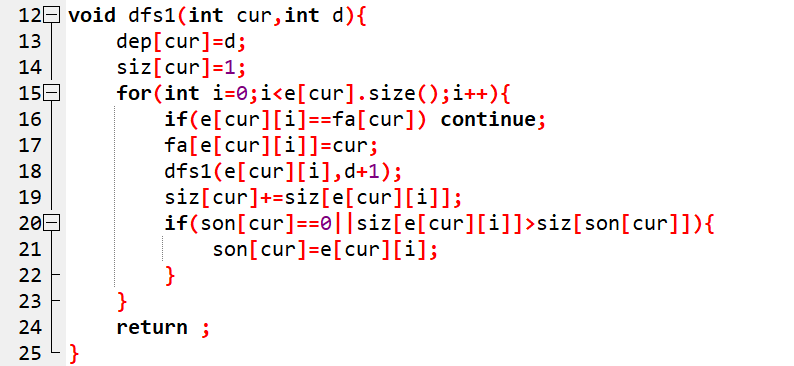 12 void dfs1(int cur,int d){
13     dep[cur]=d;
14     siz[cur]=1;
15     for(int i=0;i<e[cur].size();i++){
16         if(e[cur][i]==fa[cur]) continue;
17         fa[e[cur][i]]=cur;
18         dfs1(e[cur][i],d+1);
19         siz[cur]+=siz[e[cur][i]];
20         if(son[cur]==0||siz[e[cur][i]]>siz[son[cur]]){
21             son[cur]=e[cur][i];
22         }
23     }
24     return ;
25 }